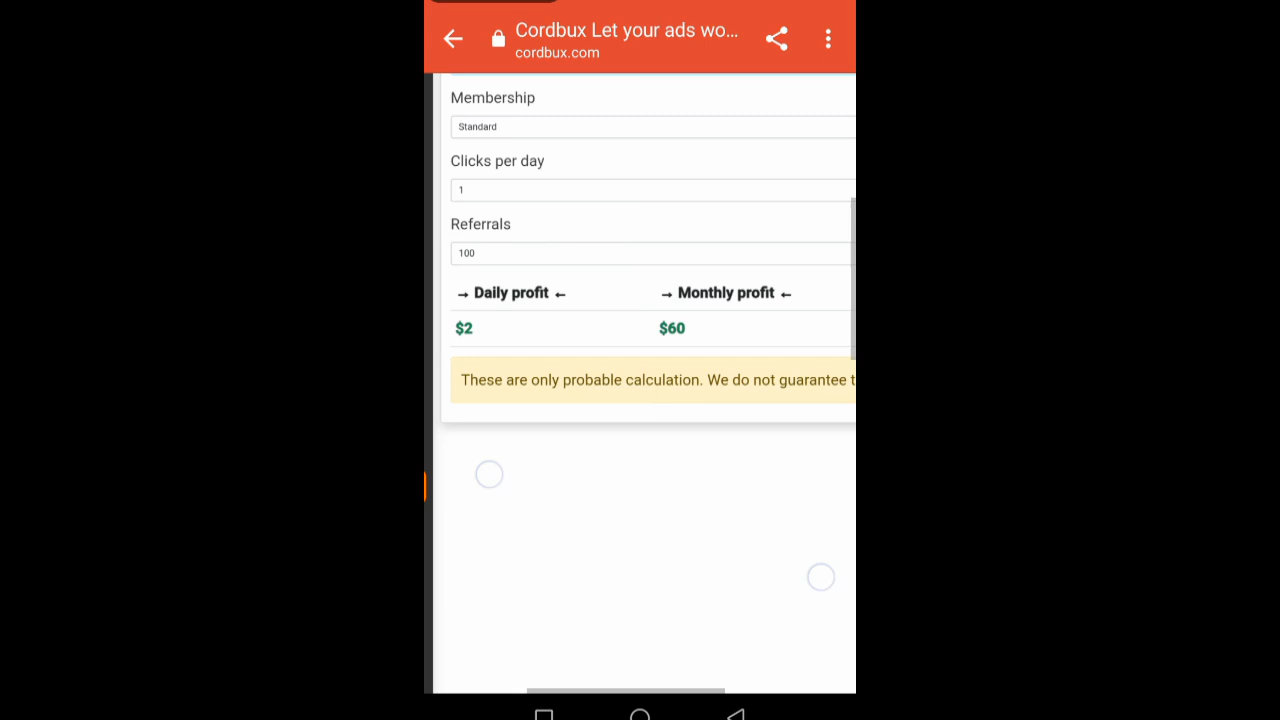 Cordbux Let your ads wo...
cordbux.com
Membership
Standard
Clicks per day
1
Referrals
100
→ Daily profit ← → Monthly profit ←
$2 $60
These are only probable calculation. We do not guarantee t